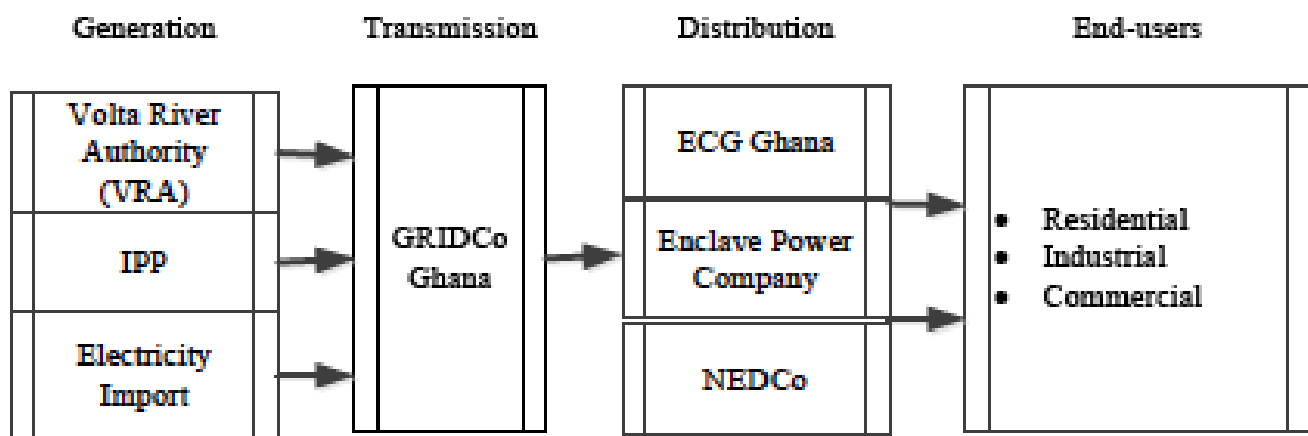 Generation
Transmission
Distribution
End-users
Volta River
Authority
(VRA)
IPP
Electricity
Import
GRIDCo
Ghana
ECG Ghana
Enclave Power
Company
NEDCo
• Residential
• Industrial
• Commercial